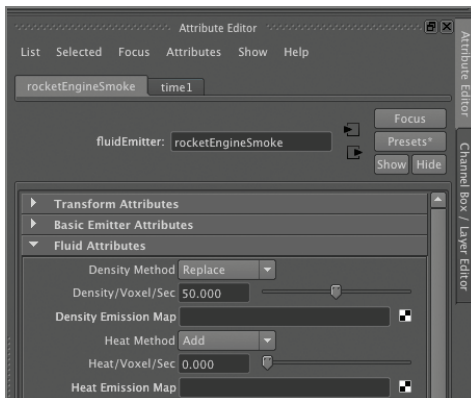 Attribute Editor
List Selected Focus Attributes Show Help
rocketEngineSmoke time1
Focus
fluidEmitter: rocketEngineSmoke
Presets*
Show Hide
Transform Attributes
Basic Emitter Attributes
Fluid Attributes
Density Method Replace
Density/Voxel/Sec 50.000
Density Emission Map
Heat Method Add
Heat/Voxel/Sec 0.000
Heat Emission Map
Attribute Editor
Channel Box / Layer Editor